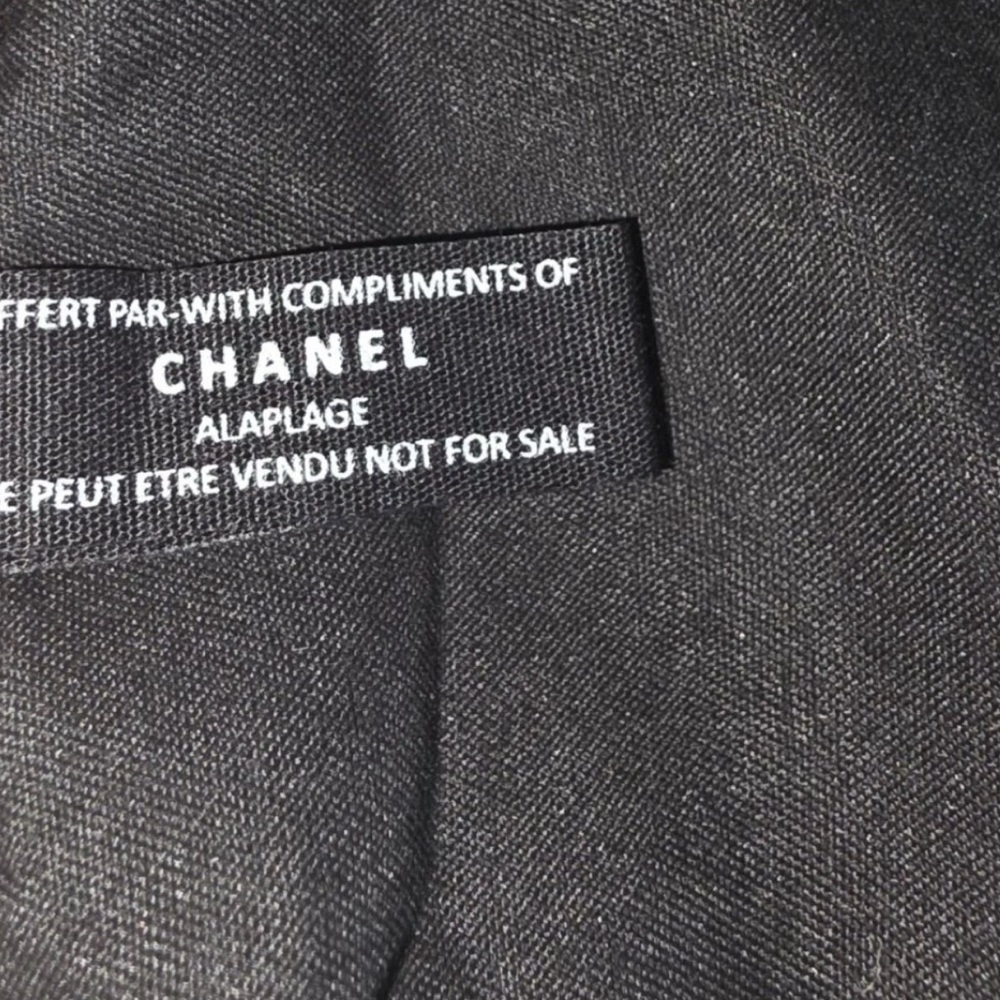 FFERT PAR-WITH COMPLIMENTS OF
CHANEL
ALAPLAGE
E PEUT ETRE VENDU NOT FOR SALE